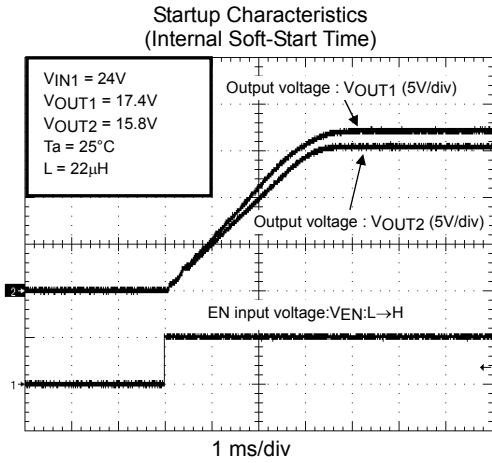 Startup Characteristics
(Internal Soft-Start Time)
VIN1 = 24V
VOUT1 = 17.4V
VOUT2 = 15.8V
Ta = 25°C
L = 22μH
Output voltage : VOUT1 (5V/div)
Output voltage : VOUT2 (5V/div)
2
EN input voltage:VEN:L→H
1
1 ms/div